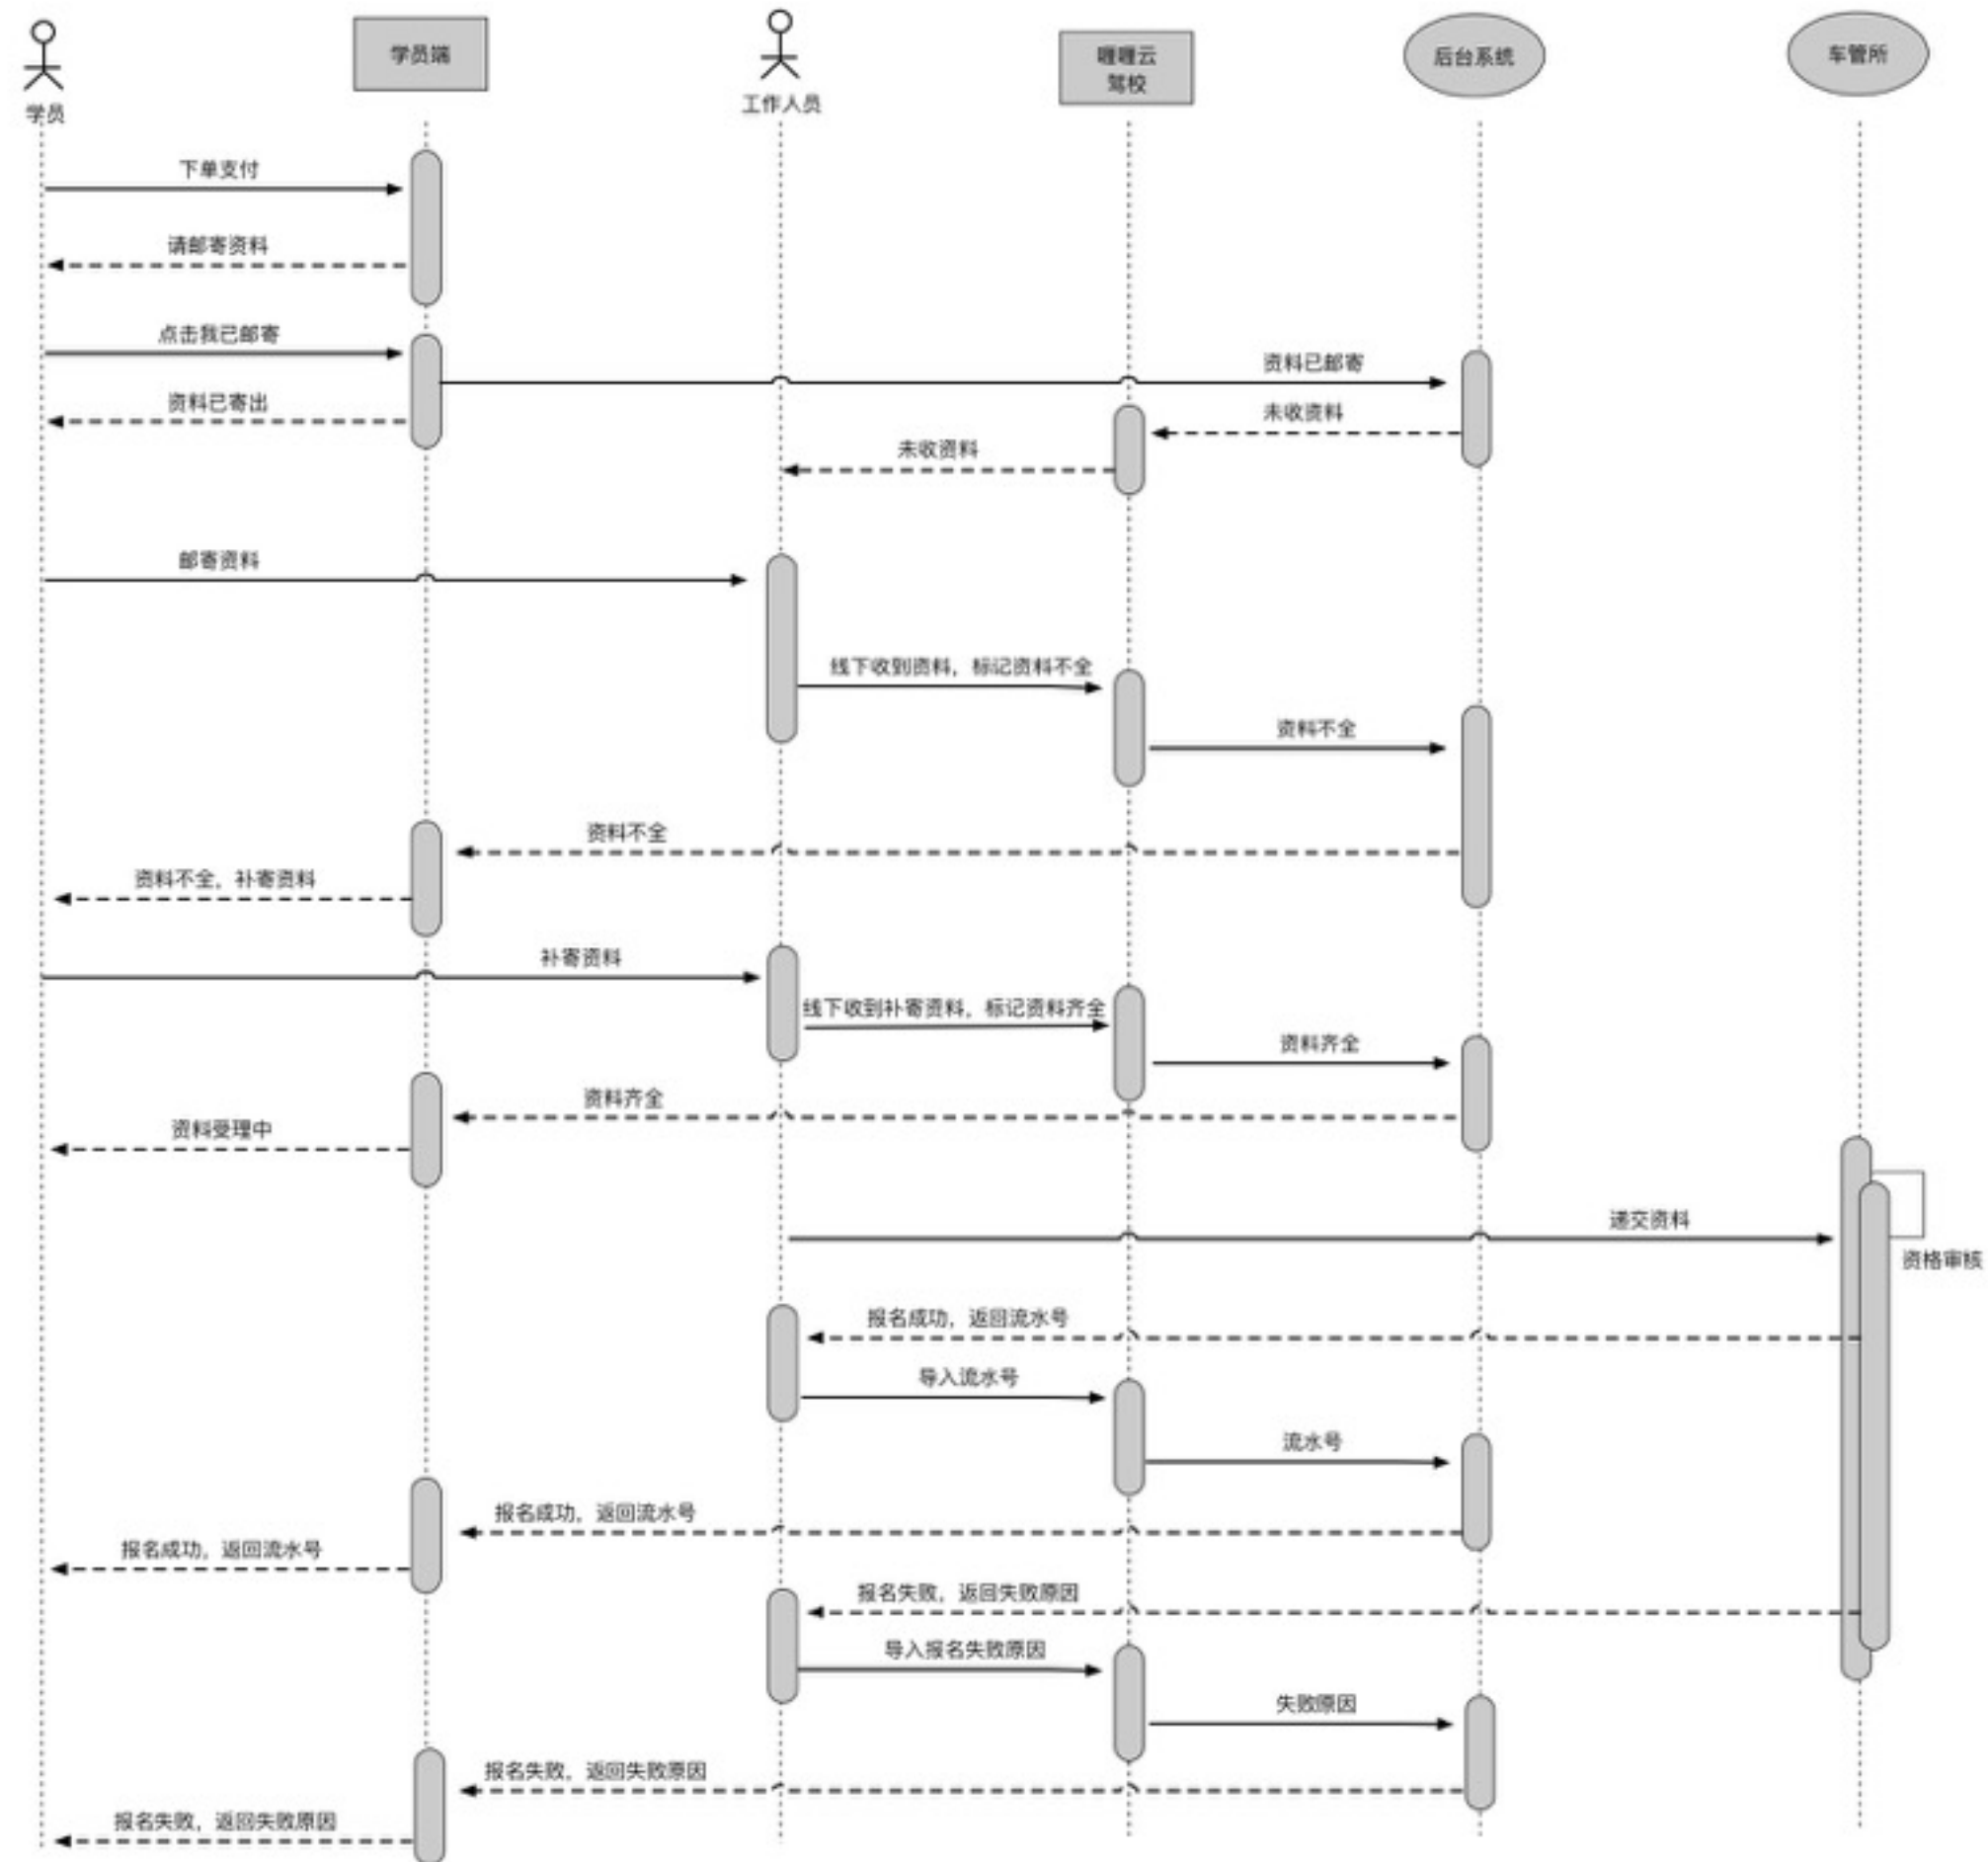 学员
学员端
工作人员
喱喱云
驾校
后台系统
车管所
下单支付
请邮寄资料
点击我已邮寄
资料已邮寄
资料已寄出
未收资料
未收资料
邮寄资料
线下收到资料，标记资料不全
资料不全
资料不全
资料不全，补寄资料
补寄资料
线下收到补寄资料，标记资料齐全
资料齐全
资料齐全
资料受理中
递交资料
资格审核
报名成功，返回流水号
导入流水号
流水号
报名成功，返回流水号
报名成功，返回流水号
报名失败，返回失败原因
导入报名失败原因
失败原因
报名失败，返回失败原因
报名失败，返回失败原因